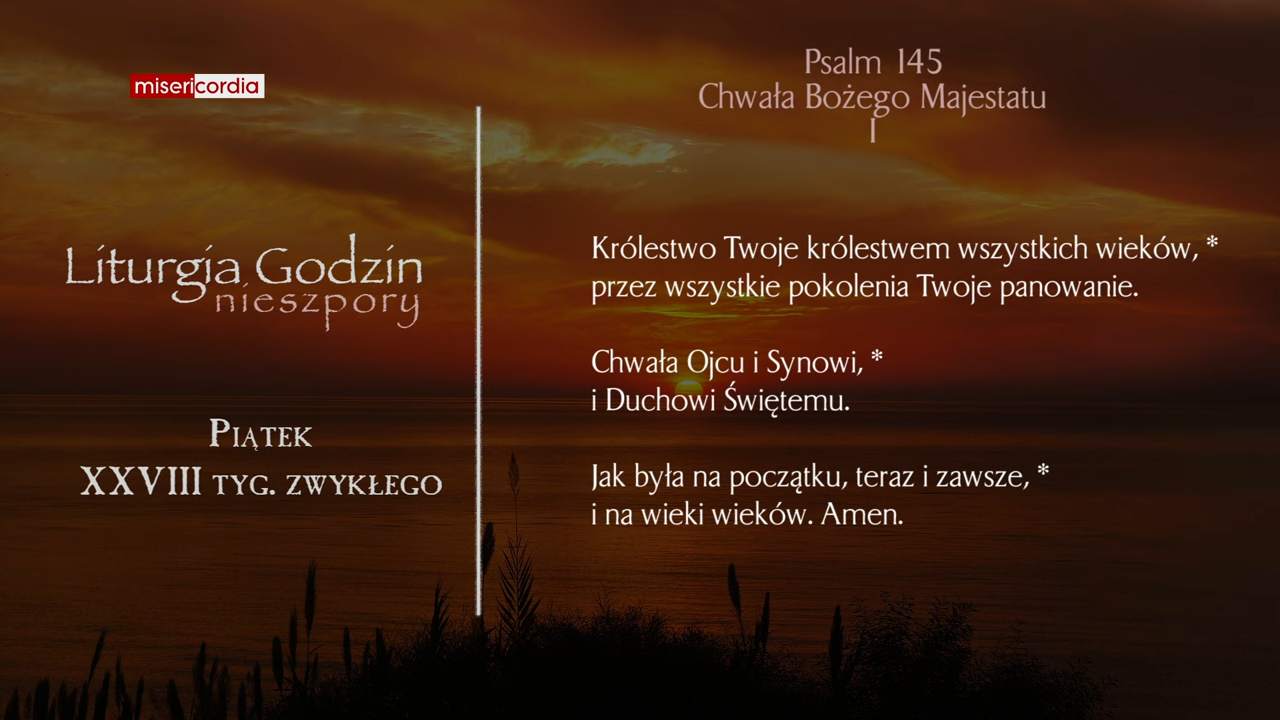 misericordia
Liturgia Godzin
nieszpory
Piątek
XXVIII tyg. zwykłego
Psalm 145
Chwała Bożego Majestatu
I
Królestwo Twoje królestwem wszystkich wieków, *
przez wszystkie pokolenia Twoje panowanie.
Chwała Ojcu i Synowi, *
i Duchowi Świętemu.
Jak była na początku, teraz i zawsze, *
i na wieki wieków. Amen.